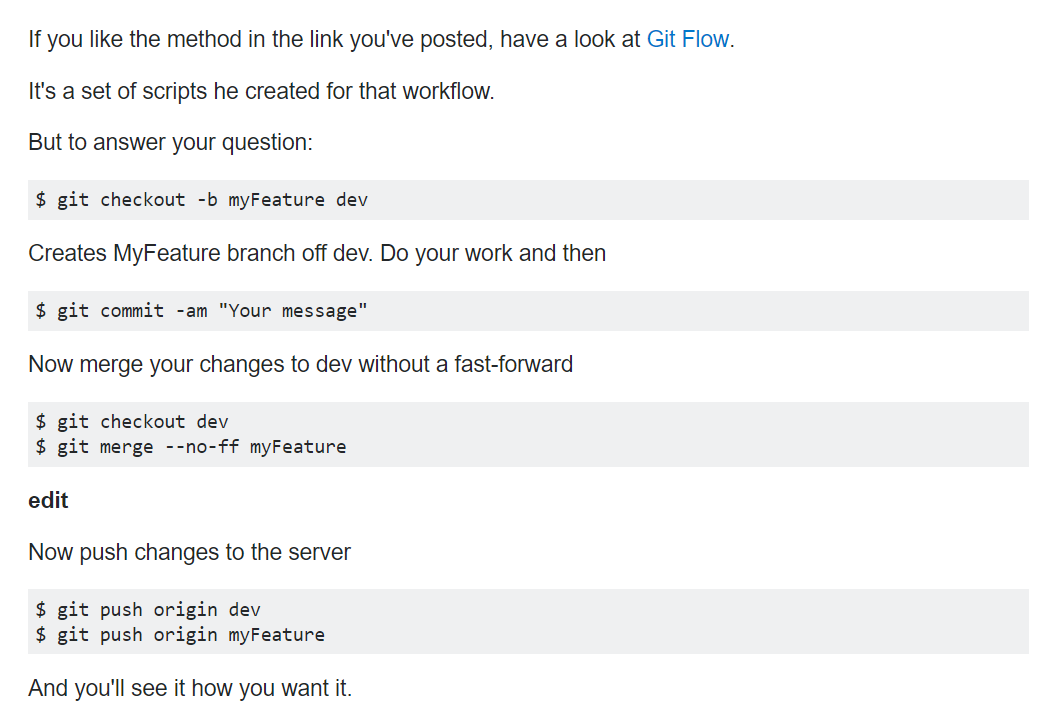 If you like the method in the link you've posted, have a look at Git Flow.
It's a set of scripts he created for that workflow.
But to answer your question:
$ git checkout -b myFeature dev
Creates MyFeature branch off dev. Do your work and then
$ git commit -am "Your message"
Now merge your changes to dev without a fast-forward
$ git checkout dev
$ git merge --no-ff myFeature
edit
Now push changes to the server
$ git push origin dev
$ git push origin myFeature
And you'll see it how you want it.